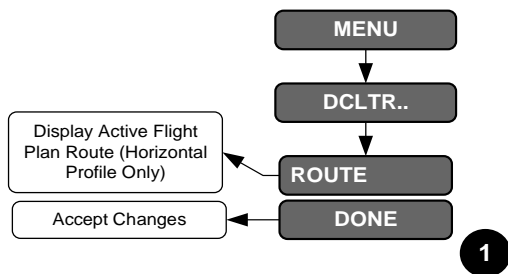 MENU
DCLTR..
Display Active Flight
Plan Route (Horizontal
Profile Only)
ROUTE
Accept Changes
DONE
1